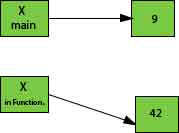 X
main
9
X
in Function.
42